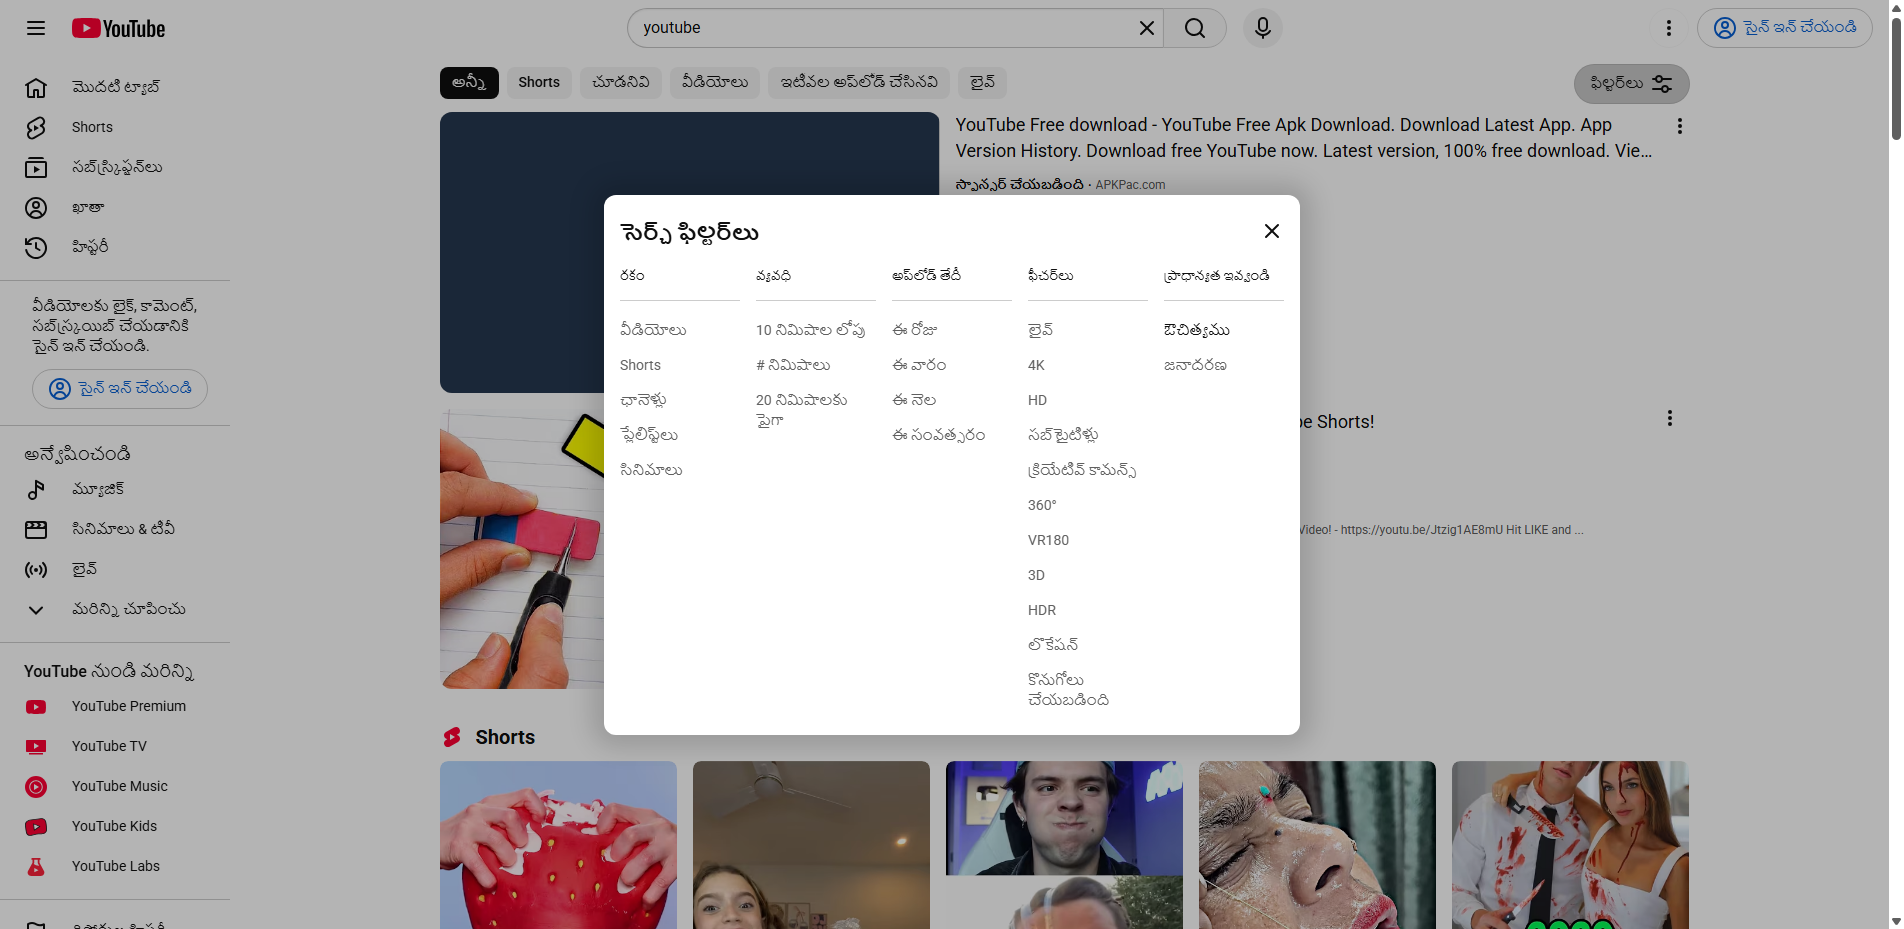 YouTube
youtube
సైన్ ఇన్ చేయండి
మొదటి ట్యాబ్
Shorts
సబ్‌స్క్రిప్షన్‌లు
ఖాతా
హిస్టరీ
వీడియోలకు లైక్, కామెంట్,
సబ్‌స్క్రయిబ్ చేయడానికి
సైన్ ఇన్ చేయండి.
సైన్ ఇన్ చేయండి
అన్వేషించండి
మ్యూజిక్
సినిమాలు & టీవీ
లైవ్
మరిన్ని చూపించు
YouTube నుండి మరిన్ని
YouTube Premium
YouTube TV
YouTube Music
YouTube Kids
YouTube Labs
అన్నీ
Shorts
చూడనివి
వీడియోలు
ఇటీవల అప్‌లోడ్ చేసినవి
లైవ్
ఫిల్టర్‌లు
YouTube Free download - YouTube Free Apk Download. Download Latest App. App
Version History. Download free YouTube now. Latest version, 100% free download. Vie...
స్పాన్సర్ చేయబడింది · APKPac.com
సెర్చ్ ఫిల్టర్‌లు
రకం
వీడియోలు
Shorts
ఛానెళ్లు
ప్లేలిస్ట్‌లు
సినిమాలు
వ్యవధి
10 నిమిషాల లోపు
# నిమిషాలు
20 నిమిషాలకు
పైగా
అప్‌లోడ్ తేదీ
ఈ రోజు
ఈ వారం
ఈ నెల
ఈ సంవత్సరం
ఫీచర్‌లు
లైవ్
4K
HD
సబ్‌టైటిళ్లు
క్రియేటివ్ కామన్స్
360°
VR180
3D
HDR
లొకేషన్
కొనుగోలు
చేయబడింది
ప్రాధాన్యత ఇవ్వండి
ఔచిత్యము
జనాదరణ
be Shorts!
Video! - https://youtu.be/Jtzig1AE8mU Hit LIKE and ...
Shorts